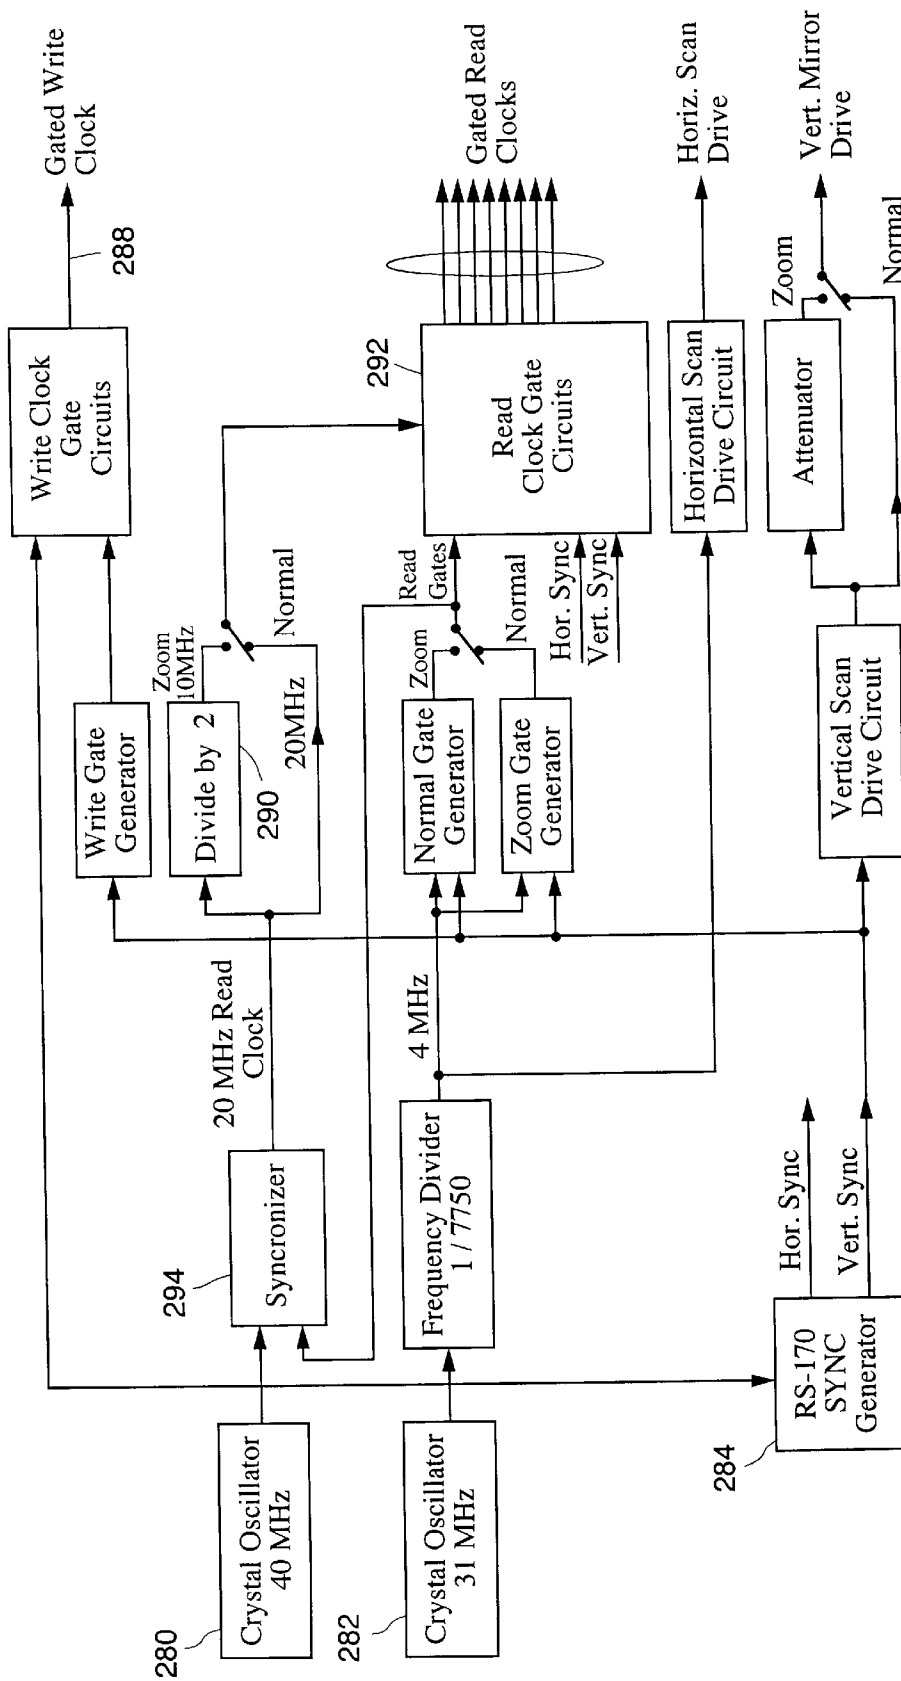 Crystal Oscillator
40 MHz
280
Crystal Oscillator
31 MHz
282
RS-170
SYNC
Generator
284
Syncronizer
294
Frequency Divider
1 / 7750
Hor. Sync
Vert. Sync
20 MHz Read
Clock
4 MHz
Write Gate
Generator
Divide by 2
290
Zoom
10MHz
20MHz
Normal
Normal Gate
Generator
Zoom Gate
Generator
Zoom
Normal
Read
Gates
Hor. Sync
Vert. Sync
Vertical Scan
Drive Circuit
Write Clock
Gate
Circuits
288
Gated Write
Clock
292
Read
Clock Gate
Circuits
Gated Read
Clocks
Horizontal Scan
Drive Circuit
Horiz. Scan
Drive
Attenuator
Zoom
Normal
Vert. Mirror
Drive